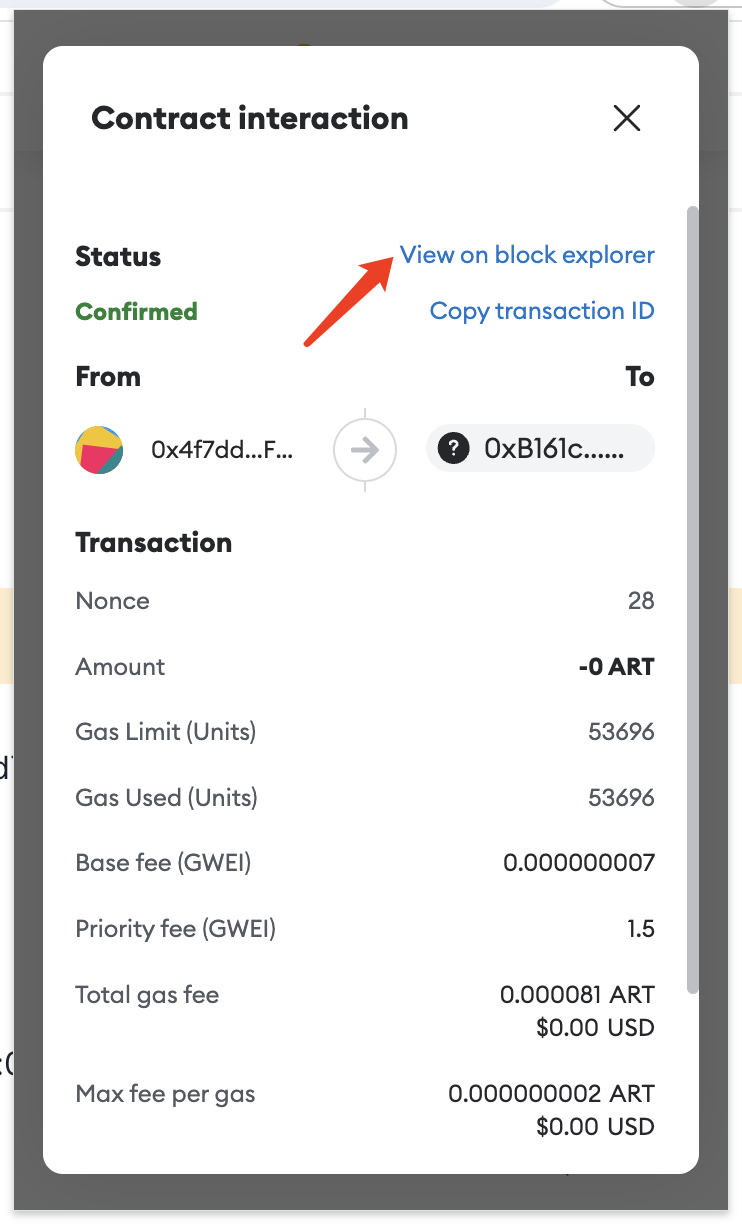 Contract interaction
Status View on block explorer
Confirmed Copy transaction ID
From To
0x4f7dd...F... ? 0xB161c......
Transaction
Nonce 28
Amount -0 ART
Gas Limit (Units) 53696
Gas Used (Units) 53696
Base fee (GWEI) 0.000000007
Priority fee (GWEI) 1.5
Total gas fee 0.000081 ART
$0.00 USD
Max fee per gas 0.000000002 ART
$0.00 USD